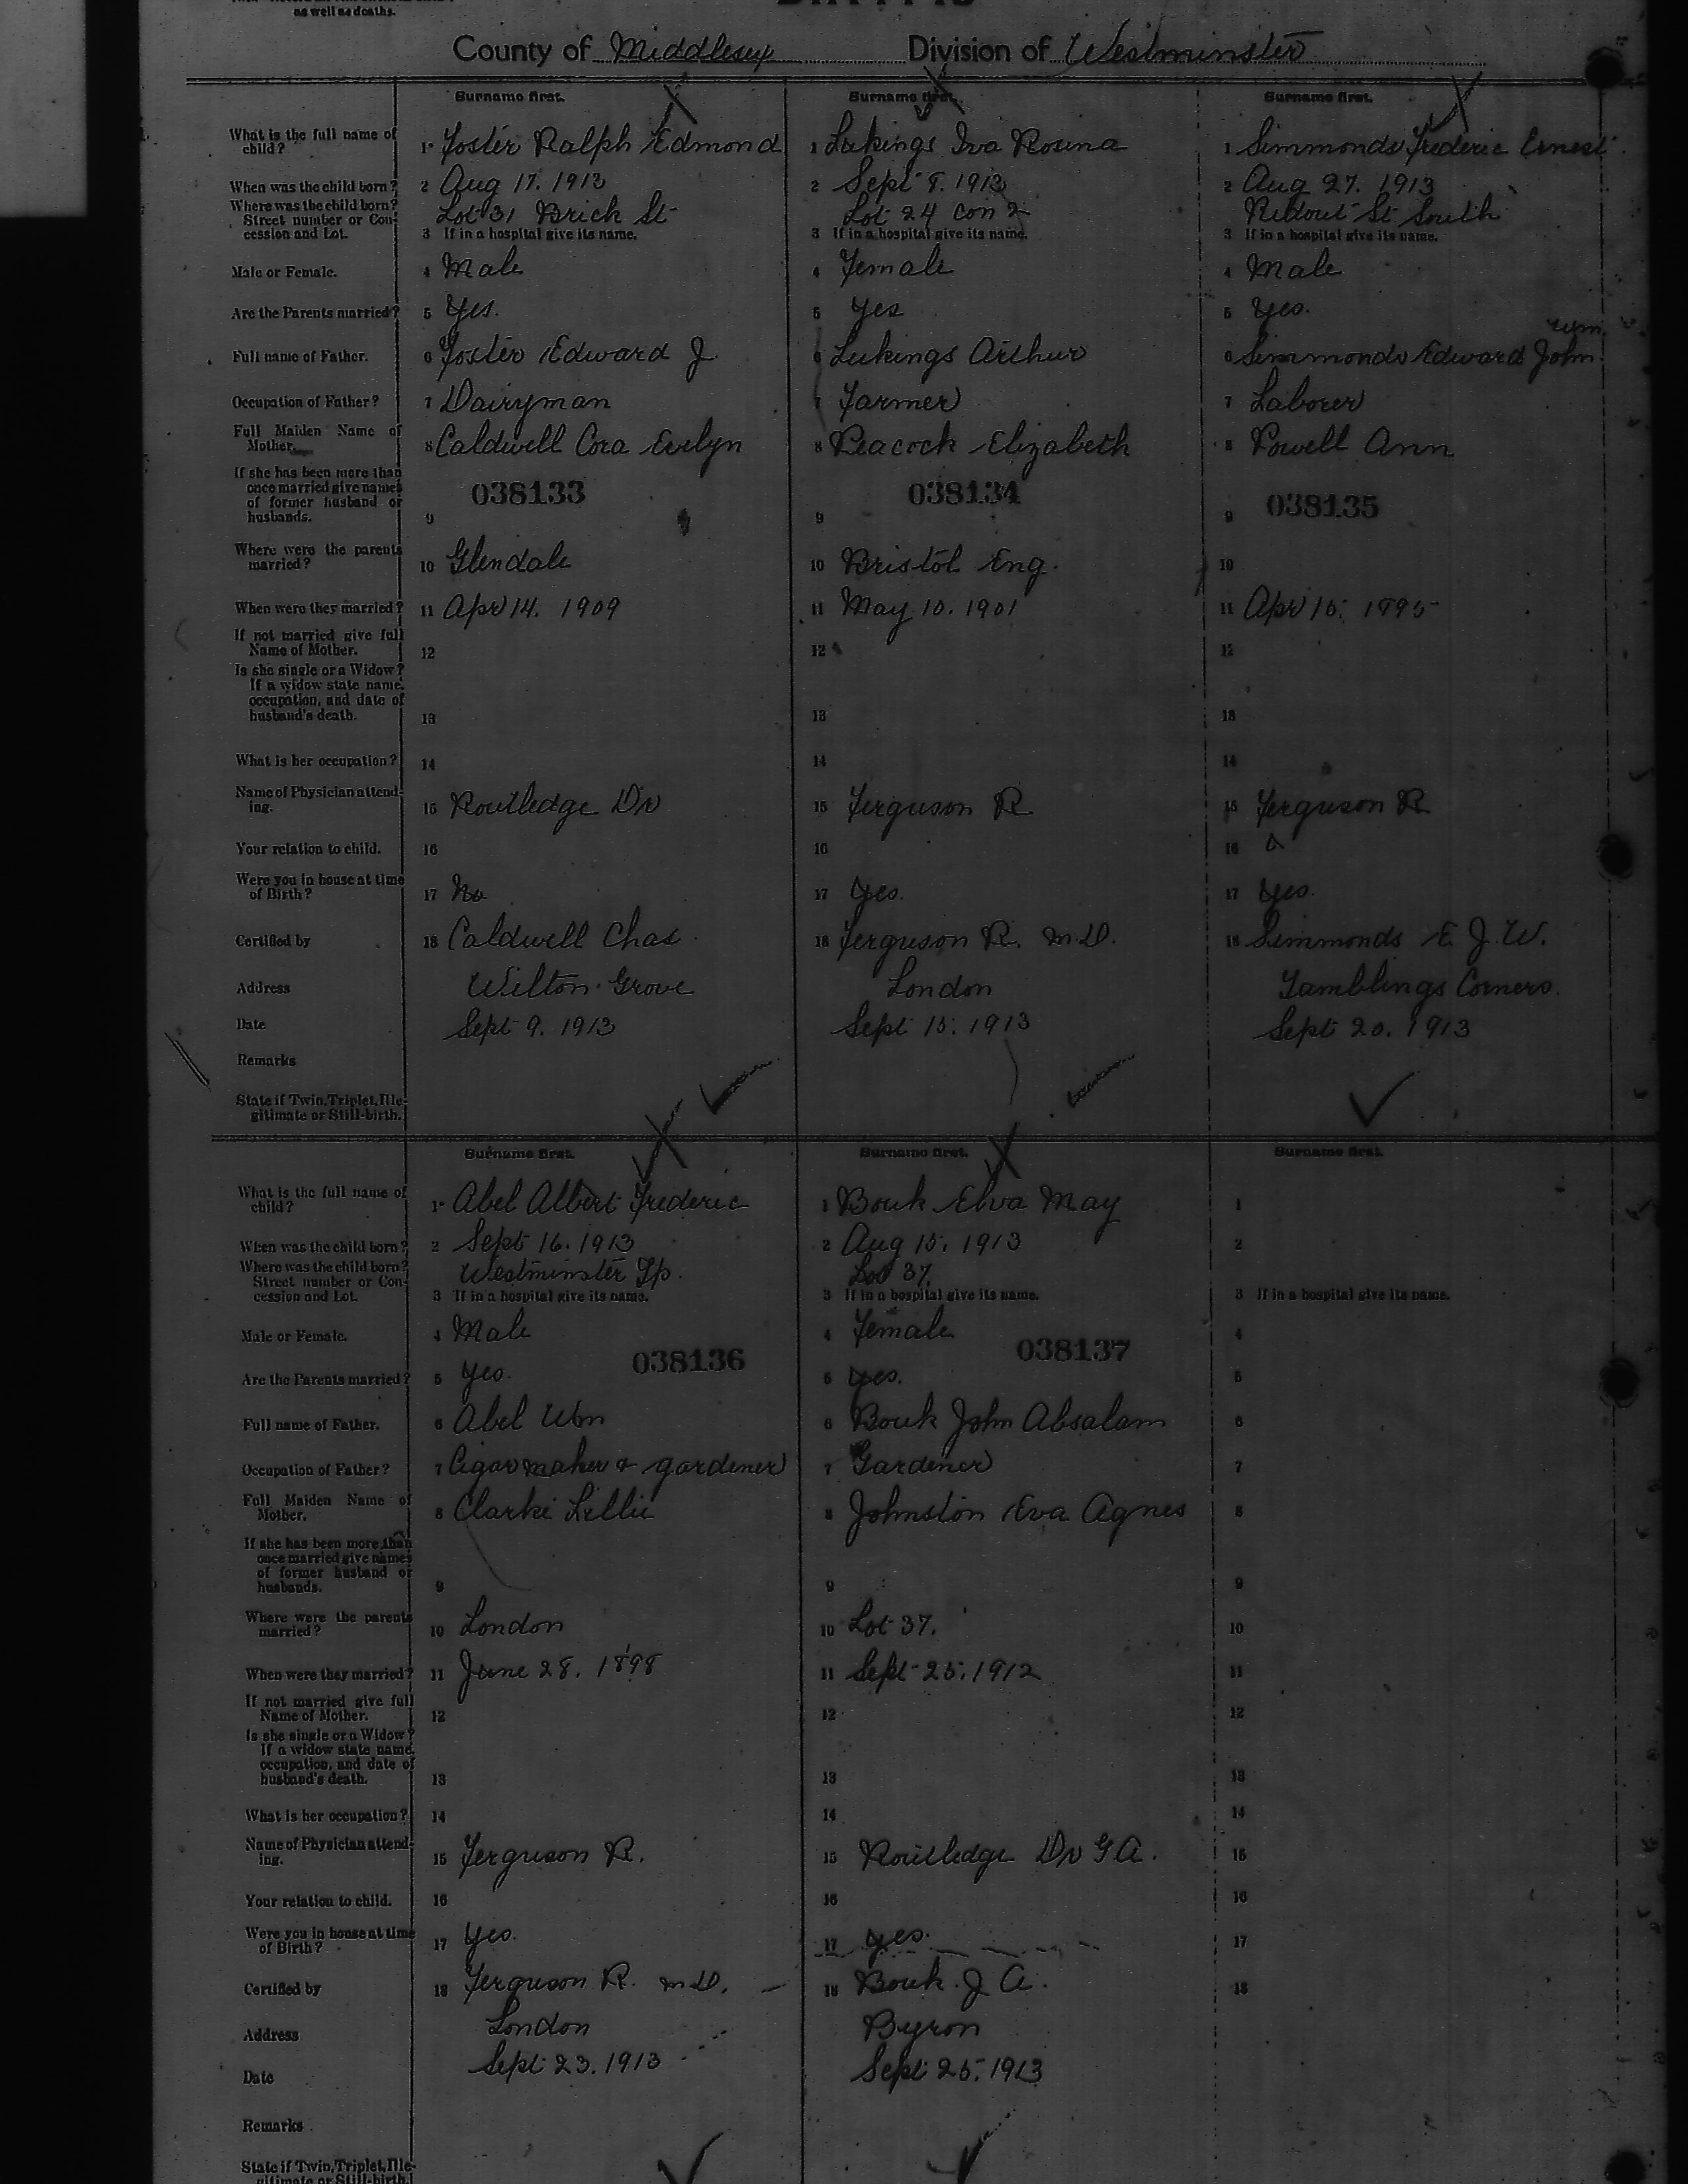 as well as deaths.
County of Middlesex Division of Westminster
Surname first. Surname first. Surname first.
What is the full name of child? 1 Foster Ralph Edmond 1 Lukings Iva Rosina 1 Simmonds Frederic Ernest
When was the child born? 2 Aug 17. 1913 2 Sept 8. 1913 2 Aug 27. 1913
Where was the child born? Lot 31 Brick St Lot 24 con 2 Ridout St South
Street number or Concession and Lot. 3 If in a hospital give its name. 3 If in a hospital give its name. 3 If in a hospital give its name.
Male or Female. 4 Male 4 Female 4 Male
Are the Parents married? 5 Yes. 5 Yes 5 Yes.
Wm
Full name of Father. 6 Foster Edward J 6 Lukings Arthur 6 Simmonds Edward John
Occupation of Father? 7 Dairyman 7 Farmer 7 Laborer
Full Maiden Name of Mother. 8 Caldwell Cora Evelyn 8 Peacock Elizabeth 8 Powell Ann
If she has been more than
once married give names 038133 038134 038135
of former husband or
husbands. 9 9 9
Where were the parents married? 10 Glendale 10 Bristol Eng. 10
When were they married? 11 Apr 14. 1909 11 May 10. 1901 11 Apr 15. 1895
If not married give full
Name of Mother. 12 12 12
Is she single or a Widow?
If a widow state name,
occupation, and date of
husband's death. 13 13 13
What is her occupation? 14 14 14
Name of Physician attending. 15 Routledge Dr 15 Ferguson R 15 Ferguson R
Your relation to child. 16 16 16
Were you in house at time of Birth? 17 No 17 Yes. 17 Yes.
Certified by 18 Caldwell Chas. 18 Ferguson R. M.D. 18 Simmonds E. J. W.
Address Wilton Grove London Tamblings Corners.
Date Sept 9. 1913 Sept 15. 1913 Sept 20. 1913
Remarks
State if Twin, Triplet, Illegitimate or Still-birth.
Surname first. Surname first. Surname first.
What is the full name of child? 1 Abel Albert Frederic 1 Bouk Elva May 1
When was the child born? 2 Sept 16. 1913 2 Aug 15. 1913 2
Where was the child born? Westminster Tp. Lot 37.
Street number or Concession and Lot. 3 If in a hospital give its name. 3 If in a hospital give its name. 3 If in a hospital give its name.
Male or Female. 4 Male 4 Female 4
038136 038137
Are the Parents married? 5 Yes. 5 Yes. 5
Full name of Father. 6 Abel Wm 6 Bouk John Absalam 6
Occupation of Father? 7 Cigarmaker & gardener 7 Gardener 7
Full Maiden Name of Mother. 8 Clarke Lillie 8 Johnston Eva Agnes 8
If she has been more than
once married give names
of former husband or
husbands. 9 9 9
Where were the parents married? 10 London 10 Lot 37. 10
When were they married? 11 June 28. 1898 11 Sept 25. 1912 11
If not married give full
Name of Mother. 12 12 12
Is she single or a Widow?
If a widow state name,
occupation, and date of
husband's death. 13 13 13
What is her occupation? 14 14 14
Name of Physician attending. 15 Ferguson R. 15 Routledge Dr G A. 15
Your relation to child. 16 16 16
Were you in house at time of Birth? 17 Yes. 17 Yes. 17
Certified by 18 Ferguson R. M.D. 18 Bouk. J A. 18
Address London Byron
Date Sept 23. 1913 Sept 25. 1913
Remarks
State if Twin, Triplet, Illegitimate or Still-birth.